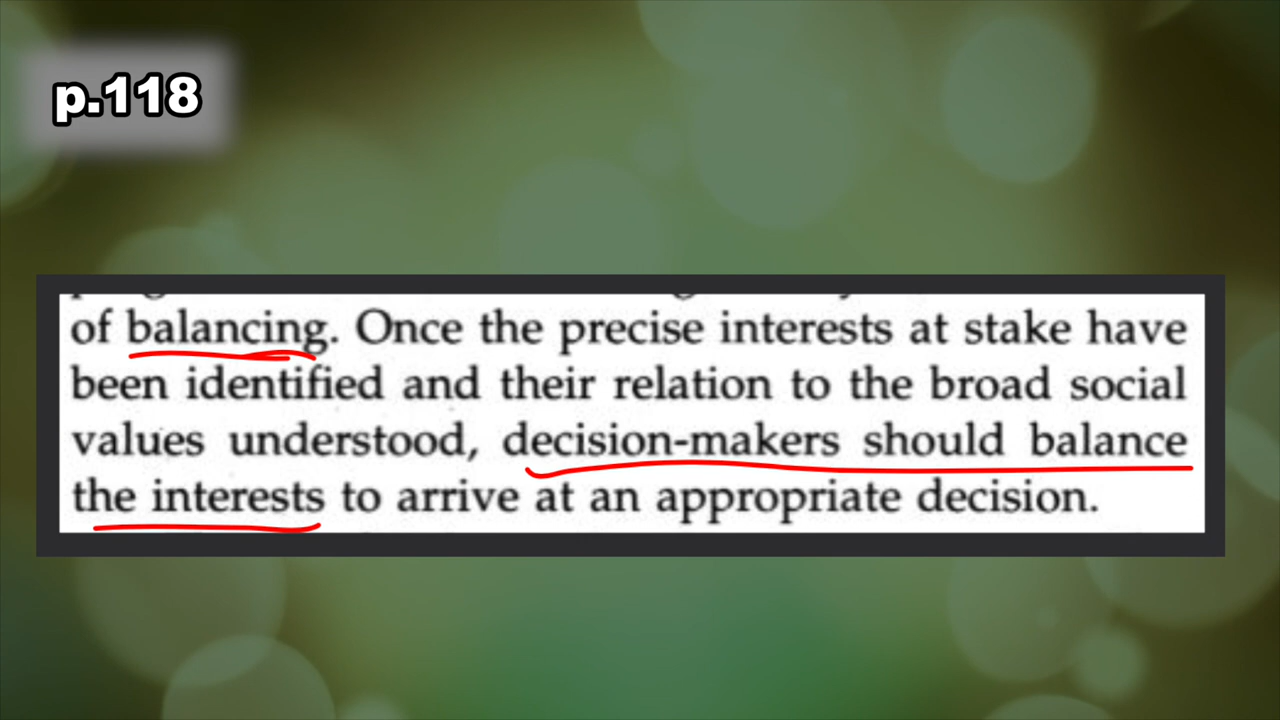 p.118
of balancing. Once the precise interests at stake have
been identified and their relation to the broad social
values understood, decision-makers should balance
the interests to arrive at an appropriate decision.